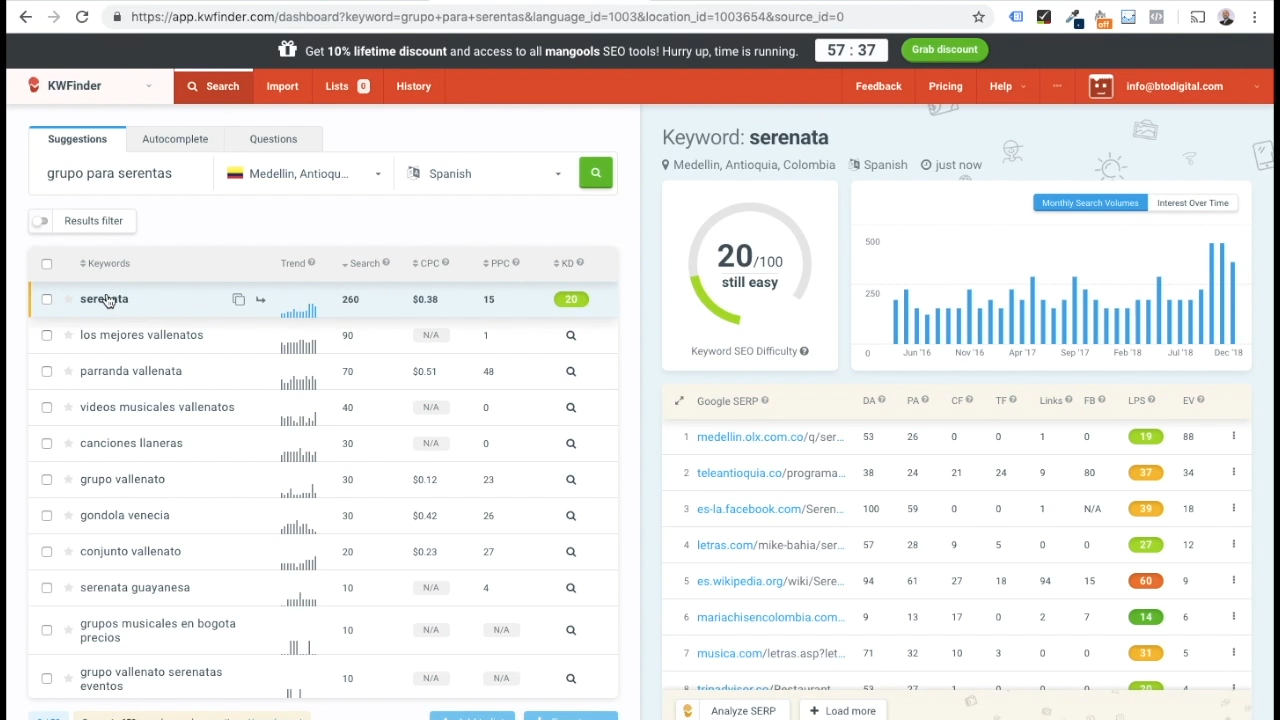 https://app.kwfinder.com/dashboard?keyword=grupo+para+serentas&language_id=1003&location_id=1003654&source_id=0
off
Get 10% lifetime discount and access to all mangools SEO tools! Hurry up, time is running.
57 : 37
Grab discount
KWFinder
Search
Import
Lists 0
History
Feedback
Pricing
Help
info@btodigital.com
Suggestions
Autocomplete
Questions
grupo para serentas
Medellin, Antioqu...
Spanish
Results filter
Keywords Trend Search CPC PPC KD
serenata 260 $0.38 15 20
los mejores vallenatos 90 N/A 1
parranda vallenata 70 $0.51 48
videos musicales vallenatos 40 N/A 0
canciones llaneras 30 N/A 0
grupo vallenato 30 $0.12 23
gondola venecia 30 $0.42 26
conjunto vallenato 20 $0.23 27
serenata guayanesa 10 N/A 4
grupos musicales en bogota precios 10 N/A N/A
grupo vallenato serenatas eventos 10 N/A N/A
Keyword: serenata
Medellin, Antioquia, Colombia
Spanish
just now
20/100
still easy
Keyword SEO Difficulty
Monthly Search Volumes
Interest Over Time
500
250
0
Jun '16 Nov '16 Apr '17 Sep '17 Feb '18 Jul '18 Dec '18
Google SERP DA PA CF TF Links FB LPS EV
1 medellin.olx.com.co/q/ser... 53 26 0 0 1 0 19 88
2 teleantioquia.co/programa... 38 24 21 24 9 80 37 34
3 es-la.facebook.com/Seren... 100 59 0 0 1 N/A 39 18
4 letras.com/mike-bahia/ser... 57 28 9 5 0 0 27 12
5 es.wikipedia.org/wiki/Sere... 94 61 27 18 94 15 60 9
6 mariachisencolombia.com... 9 13 17 0 2 7 14 6
7 musica.com/letras.asp?let... 71 32 10 3 0 0 31 5
Analyze SERP
Load more